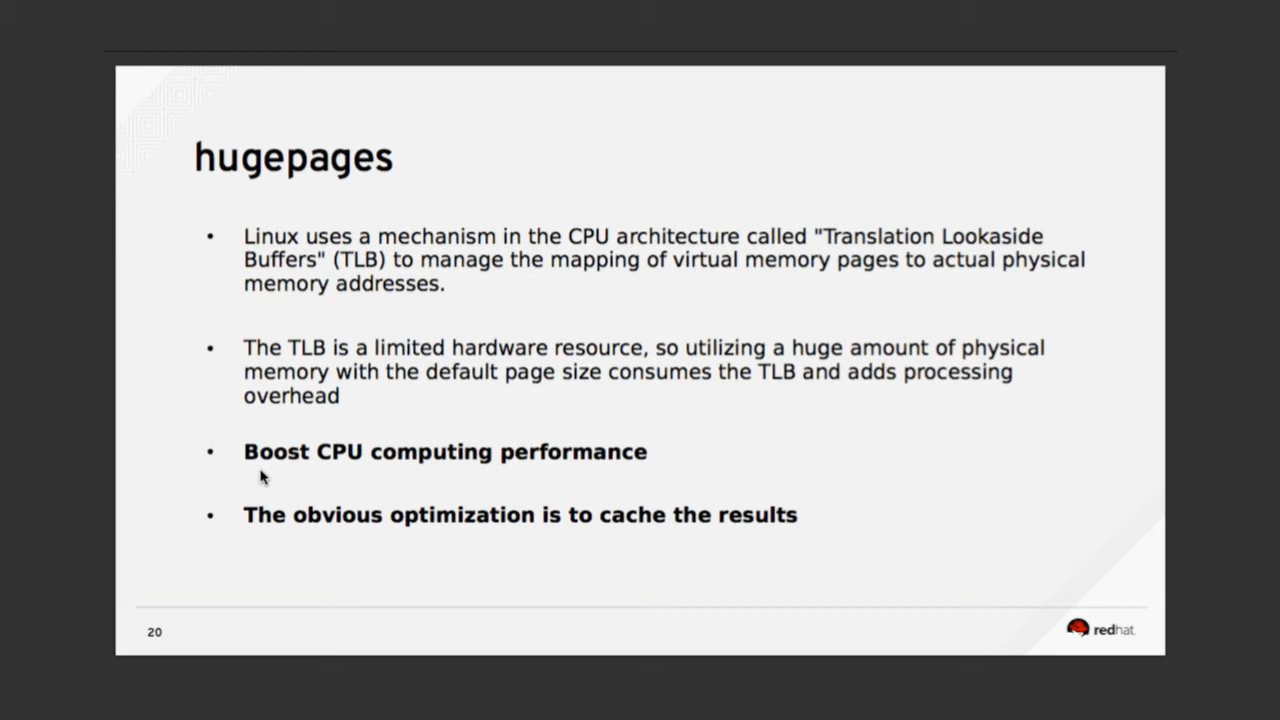 hugepages
• Linux uses a mechanism in the CPU architecture called "Translation Lookaside
Buffers" (TLB) to manage the mapping of virtual memory pages to actual physical
memory addresses.
• The TLB is a limited hardware resource, so utilizing a huge amount of physical
memory with the default page size consumes the TLB and adds processing
overhead
• Boost CPU computing performance
• The obvious optimization is to cache the results
20
redhat.